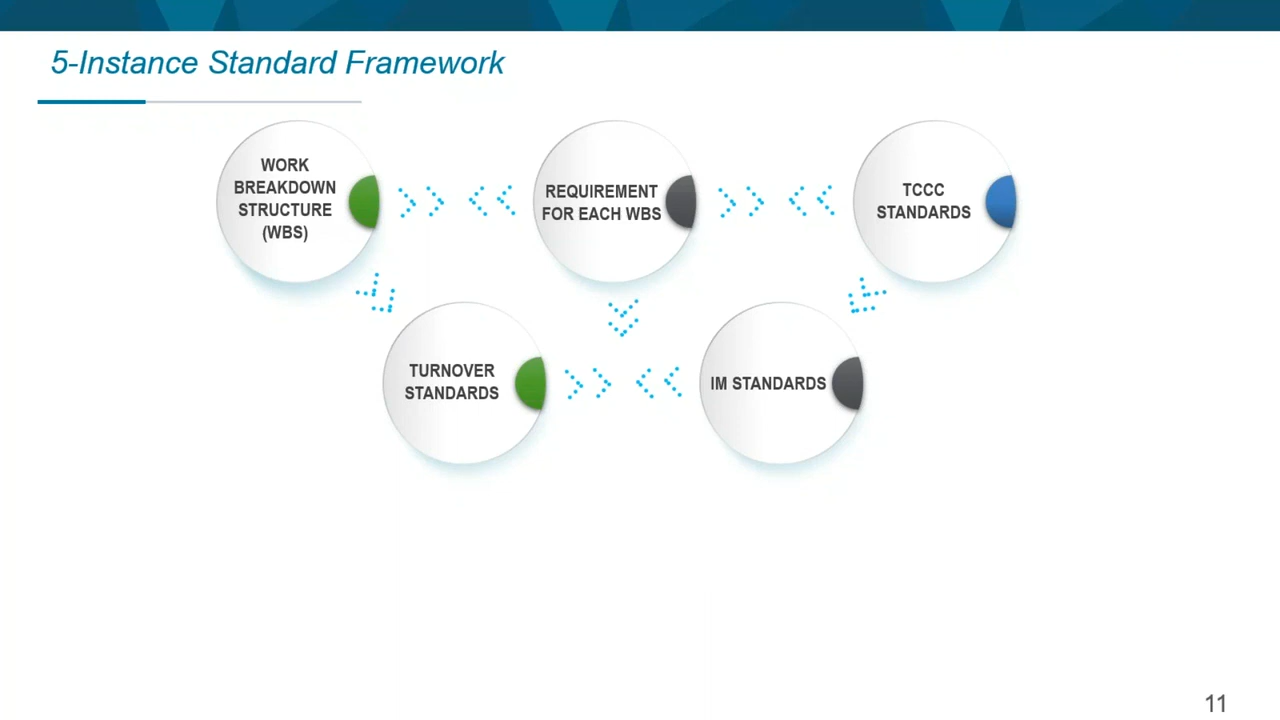 5-Instance Standard Framework
WORK
BREAKDOWN
STRUCTURE
(WBS)
REQUIREMENT
FOR EACH WBS
TCCC
STANDARDS
TURNOVER
STANDARDS
IM STANDARDS
11